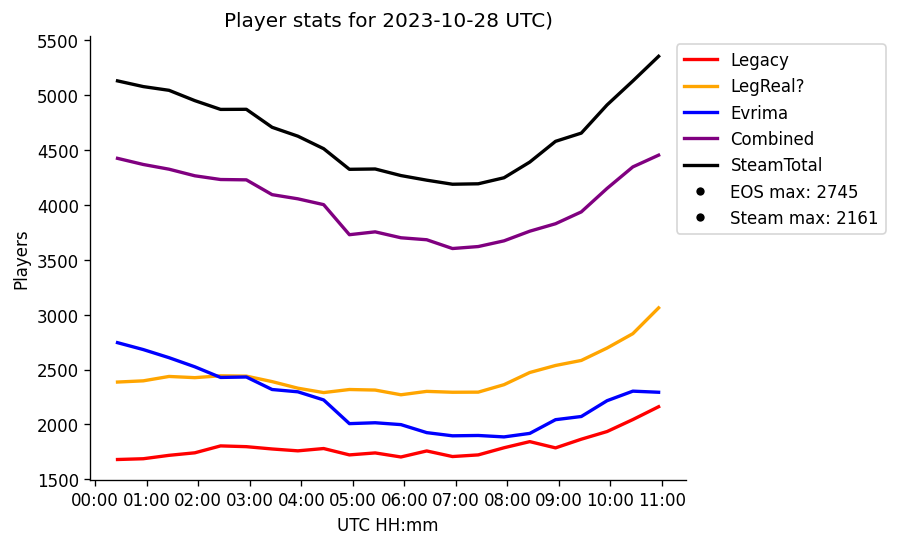 Player stats for 2023-10-28 UTC)
5500
5000
4500
4000
3500
3000
2500
2000
1500
Players
00:00 01:00 02:00 03:00 04:00 05:00 06:00 07:00 08:00 09:00 10:00 11:00
UTC HH:mm
Legacy
LegReal?
Evrima
Combined
SteamTotal
EOS max: 2745
Steam max: 2161